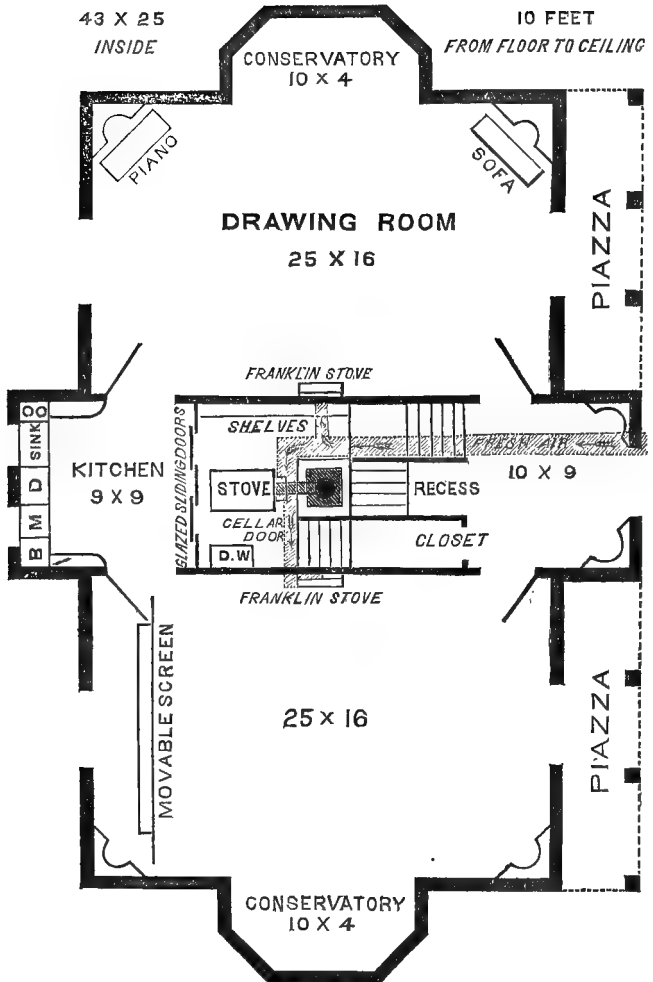 43 X 25
INSIDE
10 FEET
FROM FLOOR TO CEILING
CONSERVATORY
10 X 4
PIANO
SOFA
DRAWING ROOM
25 X 16
PIAZZA
FRANKLIN STOVE
SHELVES
FRESH AIR
10 X 9
OO
SINK
D
M
B
KITCHEN
9 X 9
GLAZED SLIDING DOORS
STOVE
RECESS
CELLAR
DOOR
D.W
CLOSET
FRANKLIN STOVE
MOVABLE SCREEN
25 X 16
PIAZZA
CONSERVATORY
10 X 4